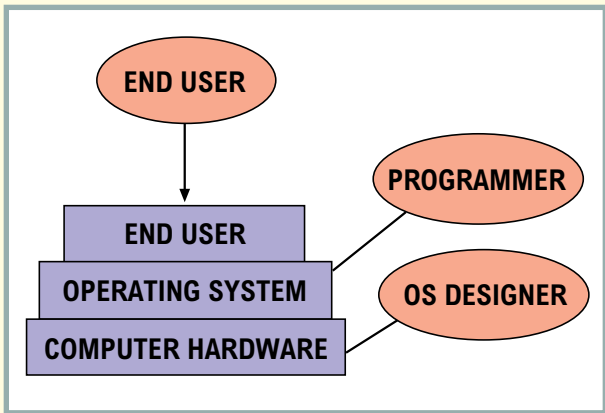 END USER
PROGRAMMER
END USER
OPERATING SYSTEM
OS DESIGNER
COMPUTER HARDWARE